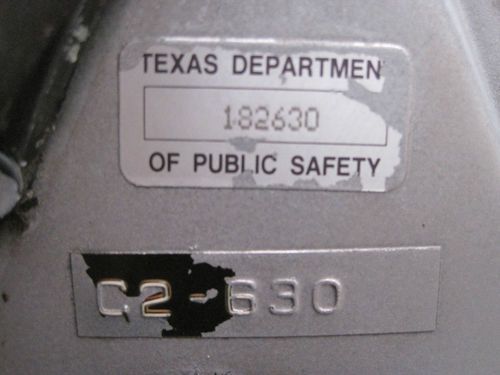 TEXAS DEPARTMEN
182630
OF PUBLIC SAFETY
C2-630